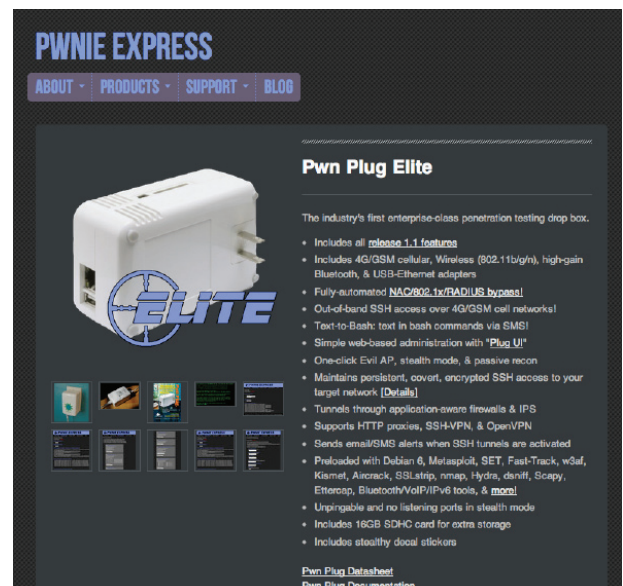 PWNIE EXPRESS
ABOUT PRODUCTS SUPPORT BLOG
Pwn Plug Elite
The industry's first enterprise-class penetration testing drop box.
Includes all release 1.1 features
Includes 4G/GSM cellular, Wireless (802.11b/g/n), high-gain
Bluetooth, & USB-Ethernet adapters
Fully-automated NAC/802.1x/RADIUS bypass!
Out-of-band SSH access over 4G/GSM cell networks!
Text-to-Bash: text in bash commands via SMS!
Simple web-based administration with "Plug UI"
One-click Evil AP, stealth mode, & passive recon
Maintains persistent, covert, encrypted SSH access to your
target network [Details]
Tunnels through application-aware firewalls & IPS
Supports HTTP proxies, SSH-VPN, & OpenVPN
Sends email/SMS alerts when SSH tunnels are activated
Preloaded with Debian 6, Metasploit, SET, Fast-Track, w3af,
Kismet, Aircrack, SSLstrip, nmap, Hydra, dsniff, Scapy,
Ettercap, Bluetooth/VoIP/IPv6 tools, & more!
Unpingable and no listening ports in stealth mode
Includes 16GB SDHC card for extra storage
Includes stealthy decal stickers
Pwn Plug Datasheet
Pwn Plug Documentation
ELITE